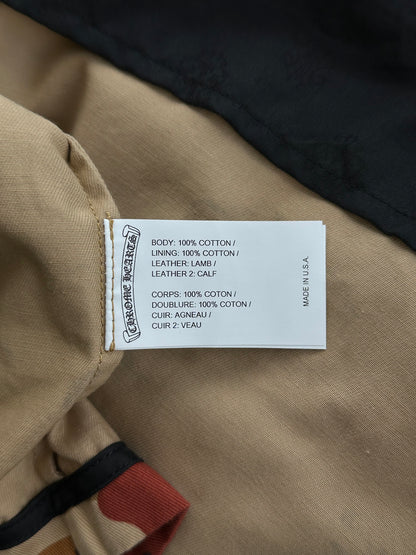 CHROME HEARTS
BODY: 100% COTTON /
LINING: 100% COTTON /
LEATHER: LAMB /
LEATHER 2: CALF
CORPS: 100% COTON /
DOUBLURE: 100% COTON /
CUIR: AGNEAU /
CUIR 2: VEAU
MADE IN U.S.A.